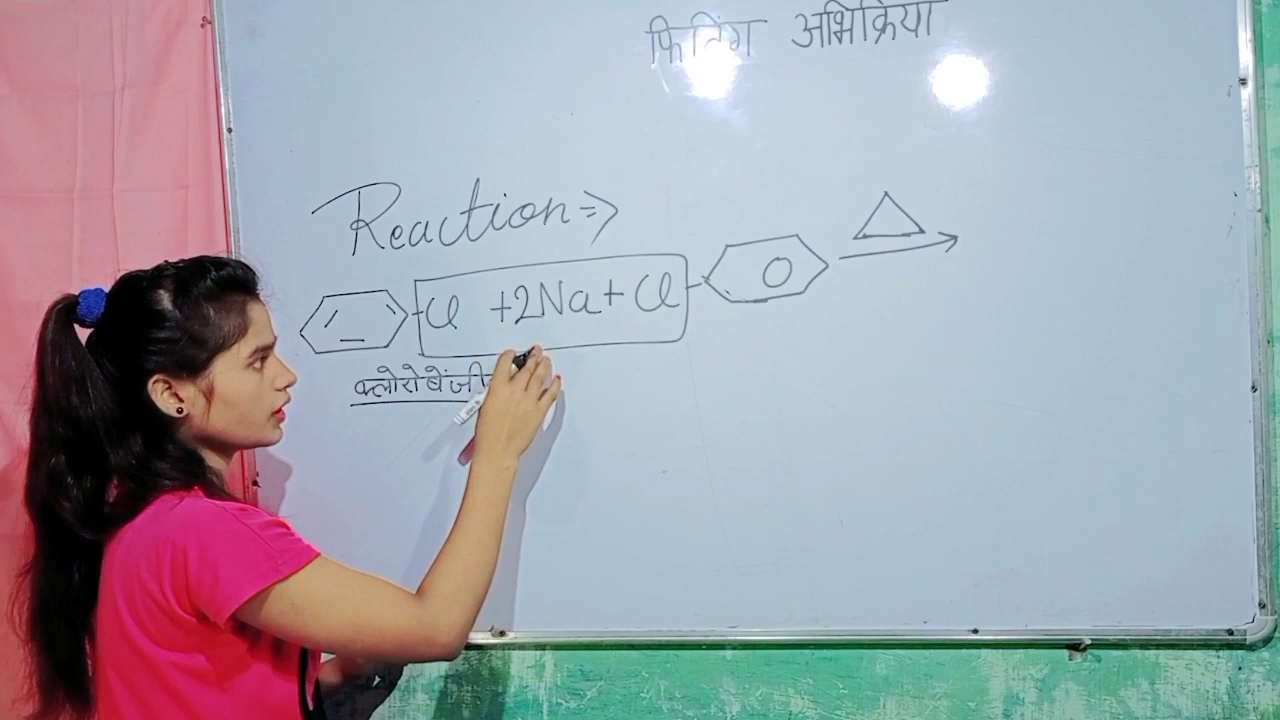 फिटिंग अभिक्रिया
Reaction ⇒
Cl +2Na+ Cl
△
क्लोरोबेंजी